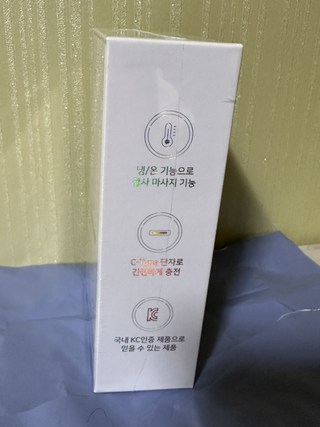 냉/온 기능으로
마사지 기능
단자로
간편하게 충전
KC
국내 KC인증 제품으로
믿을 수 있는 제품